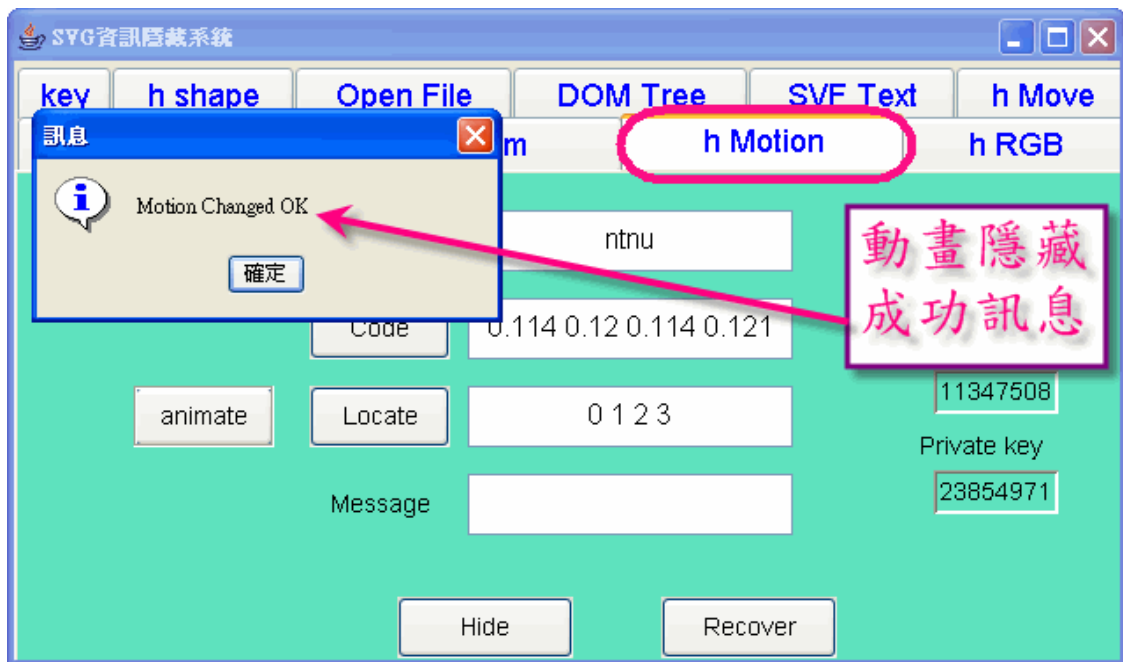 SVG資訊隱藏系統
key
h shape
Open File
DOM Tree
SVF Text
h Move
訊息
m
h Motion
h RGB
Motion Changed OK
確定
ntnu
動畫隱藏
成功訊息
Code
0.114 0.12 0.114 0.121
11347508
animate
Locate
0 1 2 3
Private key
23854971
Message
Hide
Recover